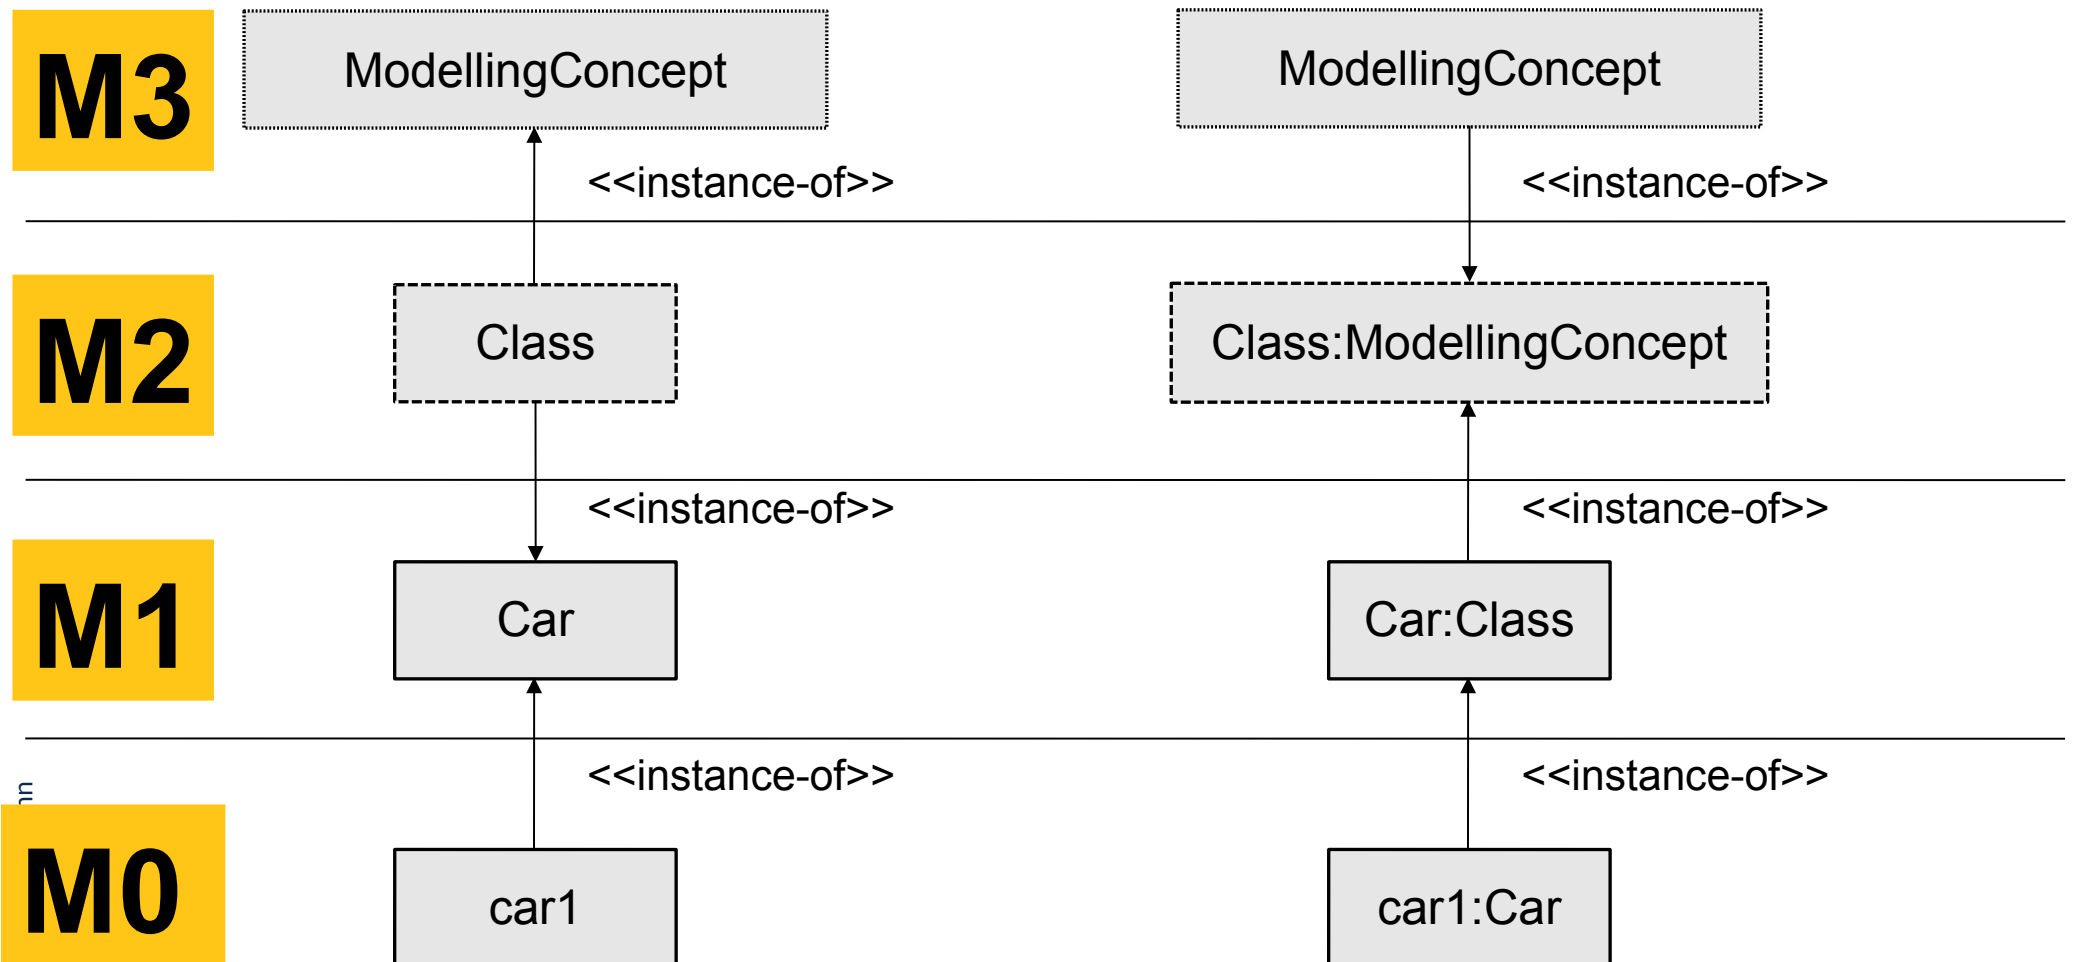 M3
ModellingConcept
ModellingConcept
<<instance-of>>
<<instance-of>>
M2
Class
Class:ModellingConcept
<<instance-of>>
<<instance-of>>
M1
Car
Car:Class
<<instance-of>>
<<instance-of>>
M0
car1
car1:Car